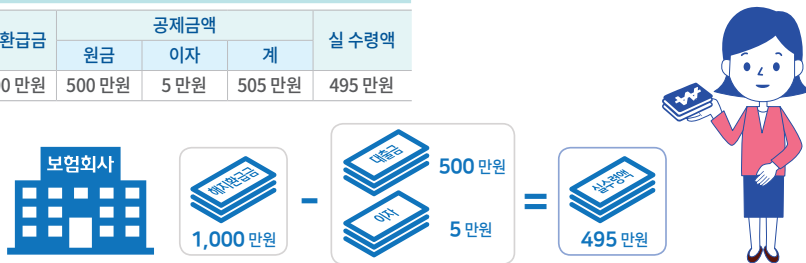 환급금 공제금액 실 수령액
원금 이자 계
만원 500 만원 5 만원 505 만원 495 만원
보험회사
해지환급금
1,000 만원
-
대출금
500 만원
이자
5 만원
=
실수령액
495 만원